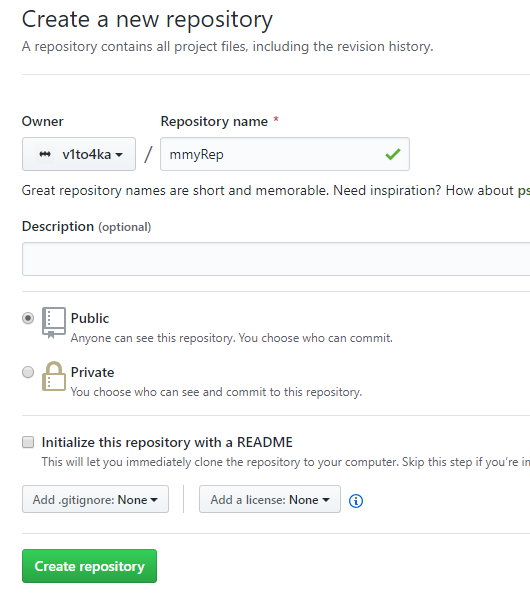 Create a new repository
A repository contains all project files, including the revision history.
Owner Repository name *
v1to4ka / mmyRep
Great repository names are short and memorable. Need inspiration? How about
Description (optional)
Public
Anyone can see this repository. You choose who can commit.
Private
You choose who can see and commit to this repository.
Initialize this repository with a README
This will let you immediately clone the repository to your computer. Skip this step if you're
Add .gitignore: None Add a license: None
Create repository